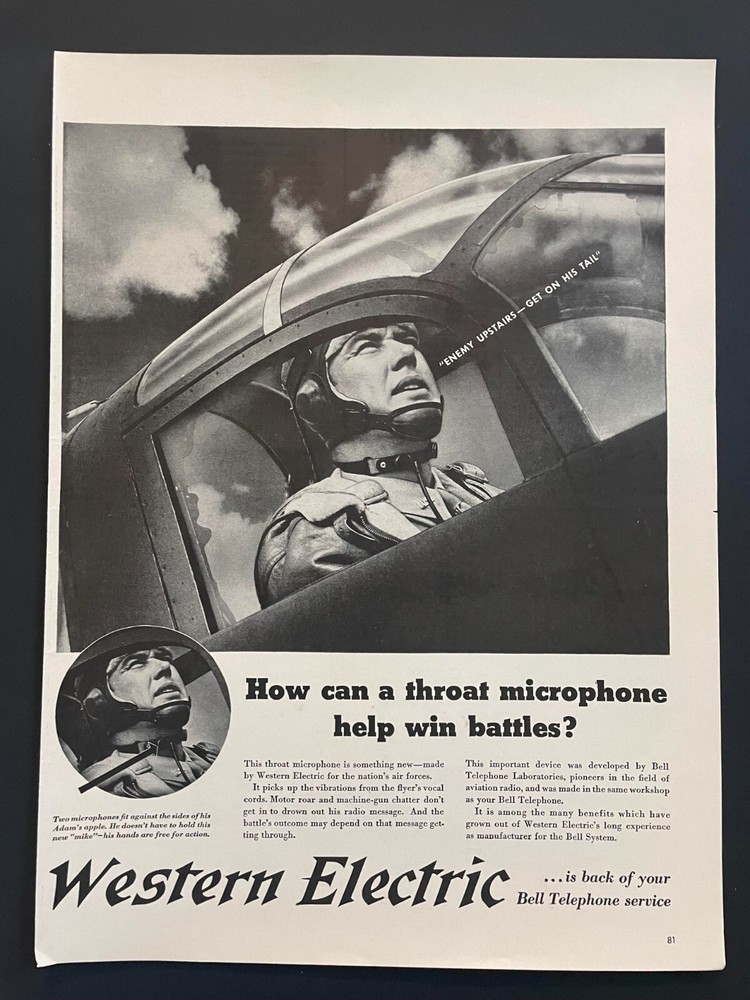 "ENEMY UPSTAIRS—GET ON HIS TAIL"
How can a throat microphone
help win battles?
Two microphones fit against the sides of his
Adam's apple. He doesn't have to hold this
new "mike"—his hands are free for action.
This throat microphone is something new—made
by Western Electric for the nation's air forces.
It picks up the vibrations from the flyer's vocal
cords. Motor roar and machine-gun chatter don't
get in to drown out his radio message. And the
battle's outcome may depend on that message get-
ting through.
This important device was developed by Bell
Telephone Laboratories, pioneers in the field of
aviation radio, and was made in the same workshop
as your Bell Telephone.
It is among the many benefits which have
grown out of Western Electric's long experience
as manufacturer for the Bell System.
Western Electric
...is back of your
Bell Telephone service
81